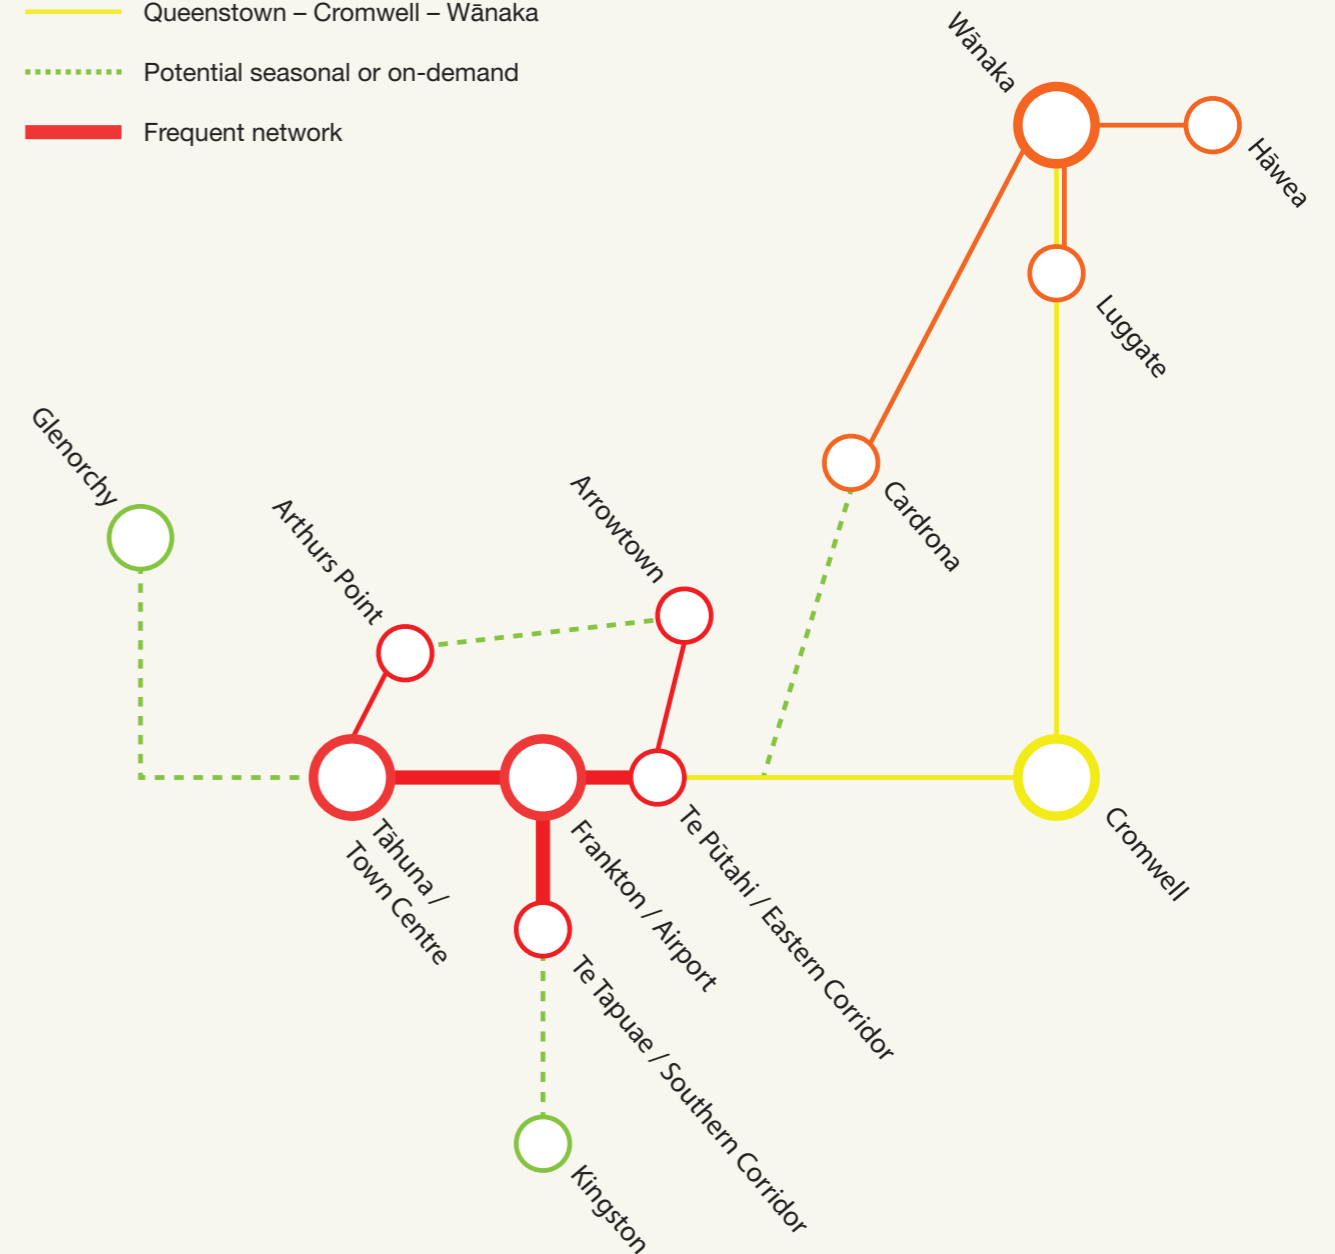 Queenstown – Cromwell – Wānaka
Potential seasonal or on-demand
Frequent network
Wānaka
Hāwea
Luggate
Glenorchy
Arthurs Point
Arrowtown
Cardrona
Tāhuna /
Town Centre
Frankton / Airport
Te Pūtahi / Eastern Corridor
Cromwell
Te Tapuae / Southern Corridor
Kingston